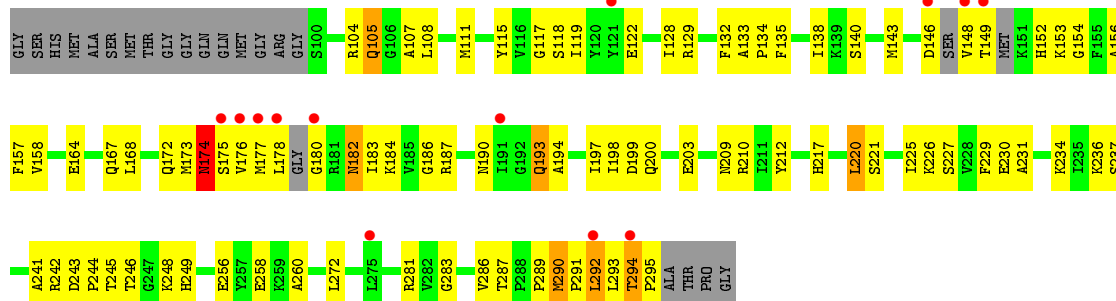 GLY SER HIS MET ALA SER MET THR GLY GLY GLN GLN MET GLY ARG GLY S100 R104 Q105 G106 A107 L108 M111 Y115 V116 G117 S118 I119 Y120 Y121 E122 I128 R129 F132 A133 P134 F135 I138 K139 S140 M143 D146 SER V148 T149 MET K151 H152 K153 G154 F155 A156
F157 V158 E164 Q167 L168 Q172 M173 N174 S175 V176 M177 L178 GLY G180 R181 N182 I183 K184 V185 G186 R187 N190 I191 G192 Q193 A194 I197 I198 D199 Q200 E203 N209 R210 I211 Y212 H217 L220 S221 I225 K226 S227 V228 F229 E230 A231 K234 I235 K236 S237
A241 R242 D243 P244 T245 T246 G247 K248 H249 E256 Y257 E258 K259 A260 L272 L275 R281 V282 G283 V286 T287 P288 P289 M290 P291 L292 L293 T294 P295 ALA THR PRO GLY